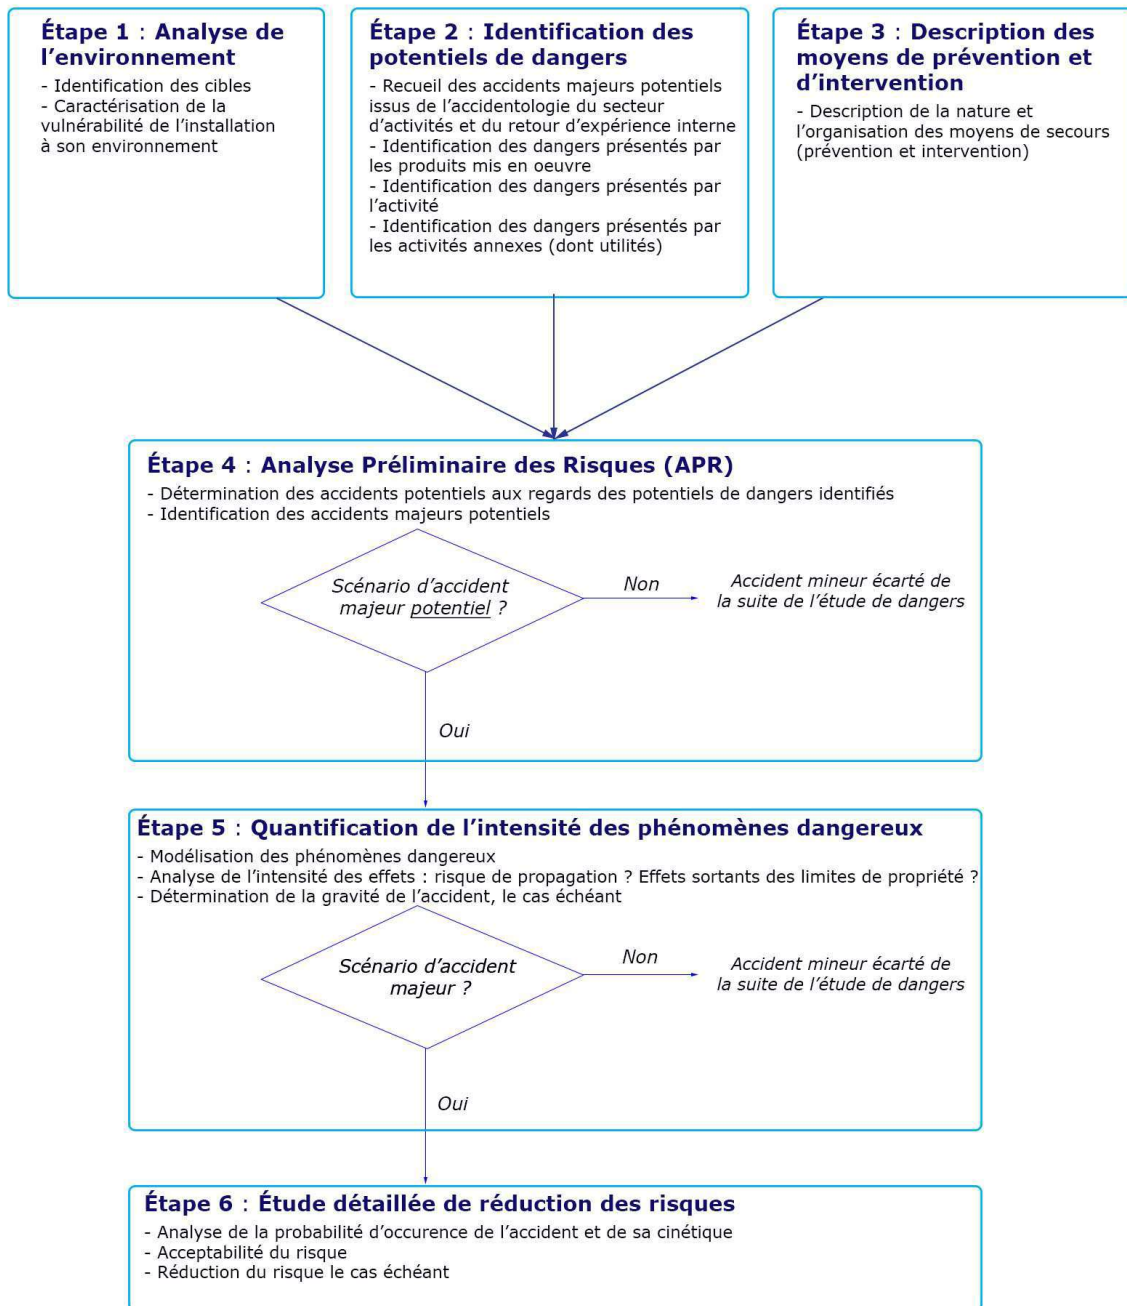 Étape 1 : Analyse de
l’environnement
- Identification des cibles
- Caractérisation de la
vulnérabilité de l’installation
à son environnement
Étape 2 : Identification des
potentiels de dangers
- Recueil des accidents majeurs potentiels
issus de l’accidentologie du secteur
d’activités et du retour d’expérience interne
- Identification des dangers présentés par
les produits mis en oeuvre
- Identification des dangers présentés par
l’activité
- Identification des dangers présentés par
les activités annexes (dont utilités)
Étape 3 : Description des
moyens de prévention et
d’intervention
- Description de la nature et
l’organisation des moyens de secours
(prévention et intervention)
Étape 4 : Analyse Préliminaire des Risques (APR)
- Détermination des accidents potentiels aux regards des potentiels de dangers identifiés
- Identification des accidents majeurs potentiels
Scénario d’accident
majeur potentiel ?
Non
Accident mineur écarté de
la suite de l’étude de dangers
Oui
Étape 5 : Quantification de l’intensité des phénomènes dangereux
- Modélisation des phénomènes dangereux
- Analyse de l’intensité des effets : risque de propagation ? Effets sortants des limites de propriété ?
- Détermination de la gravité de l’accident, le cas échéant
Scénario d’accident
majeur ?
Non
Accident mineur écarté de
la suite de l’étude de dangers
Oui
Étape 6 : Étude détaillée de réduction des risques
- Analyse de la probabilité d’occurence de l’accident et de sa cinétique
- Acceptabilité du risque
- Réduction du risque le cas échéant